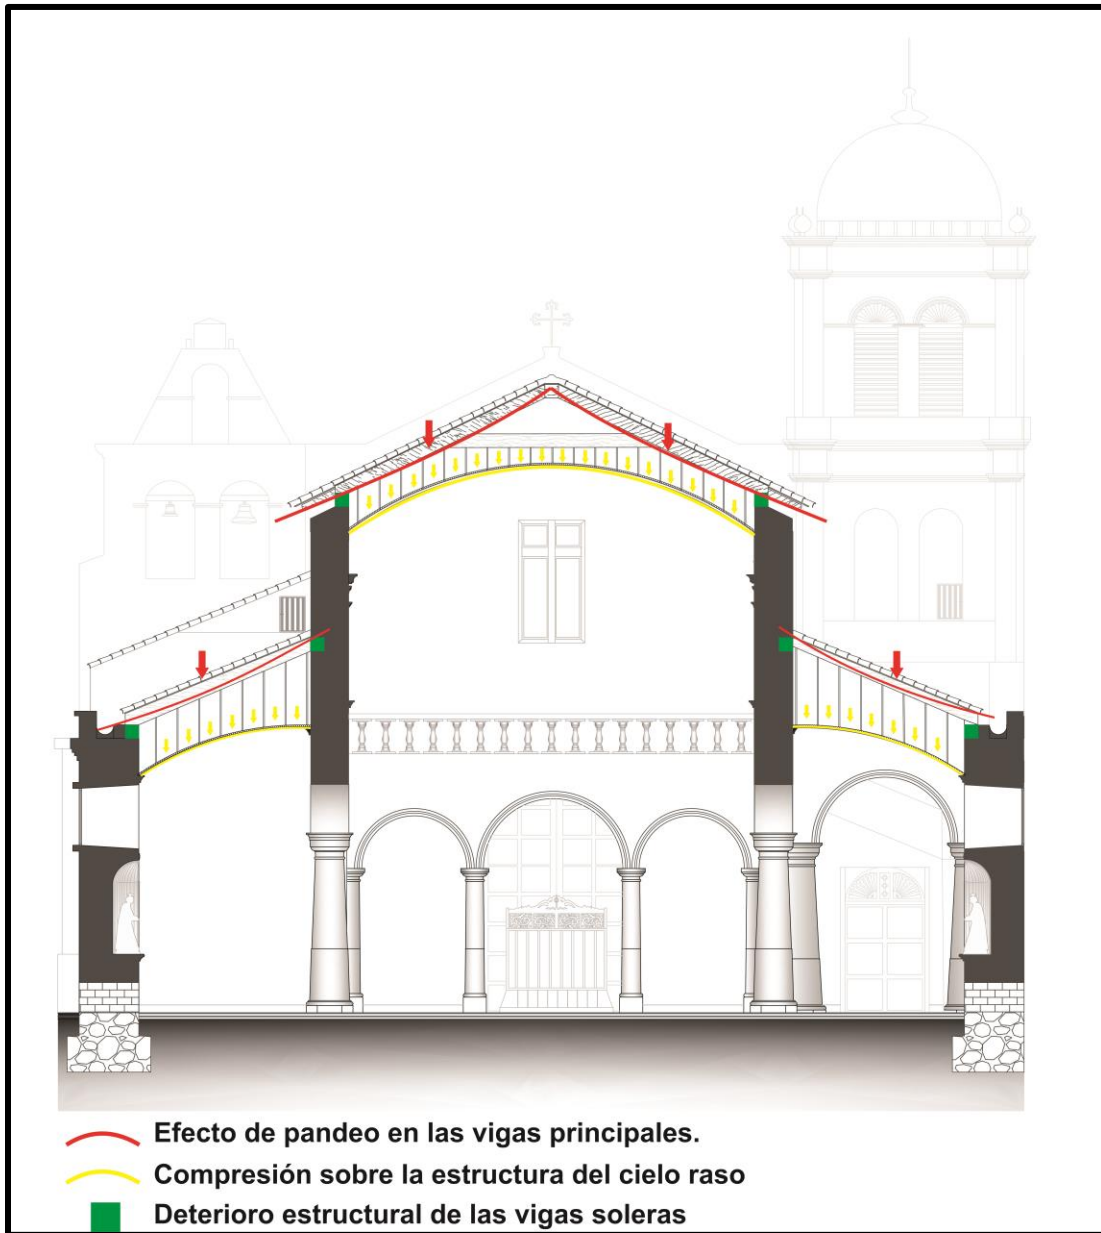 Efecto de pandeo en las vigas principales.
Compresión sobre la estructura del cielo raso
Deterioro estructural de las vigas soleras